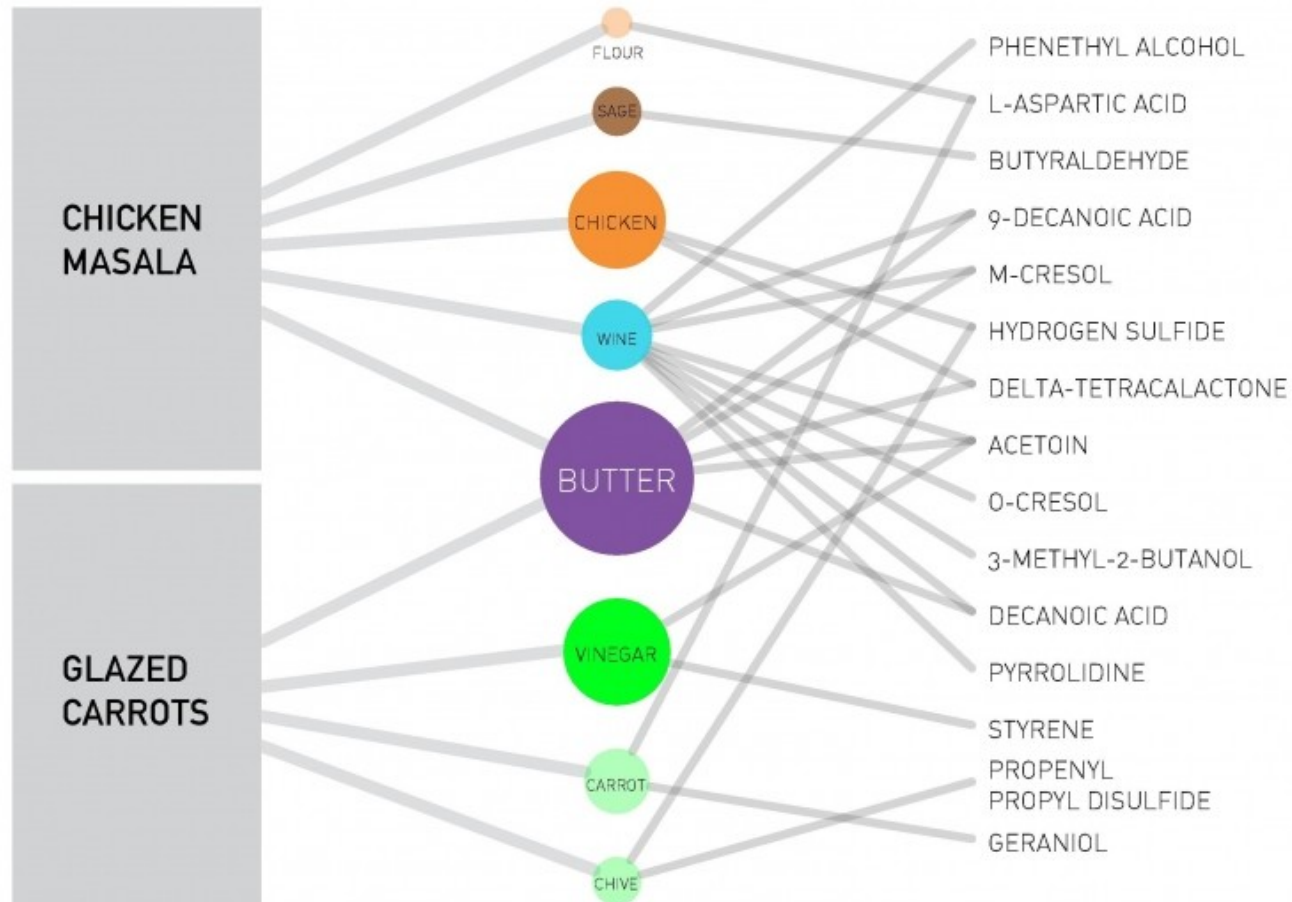 CHICKEN
MASALA
GLAZED
CARROTS
FLOUR
SAGE
CHICKEN
WINE
BUTTER
VINEGAR
CARROT
CHIVE
PHENETHYL ALCOHOL
L-ASPARTIC ACID
BUTYRALDEHYDE
9-DECANOIC ACID
M-CRESOL
HYDROGEN SULFIDE
DELTA-TETRACALACTONE
ACETOIN
O-CRESOL
3-METHYL-2-BUTANOL
DECANOIC ACID
PYRROLIDINE
STYRENE
PROPENYL
PROPYL DISULFIDE
GERANIOL